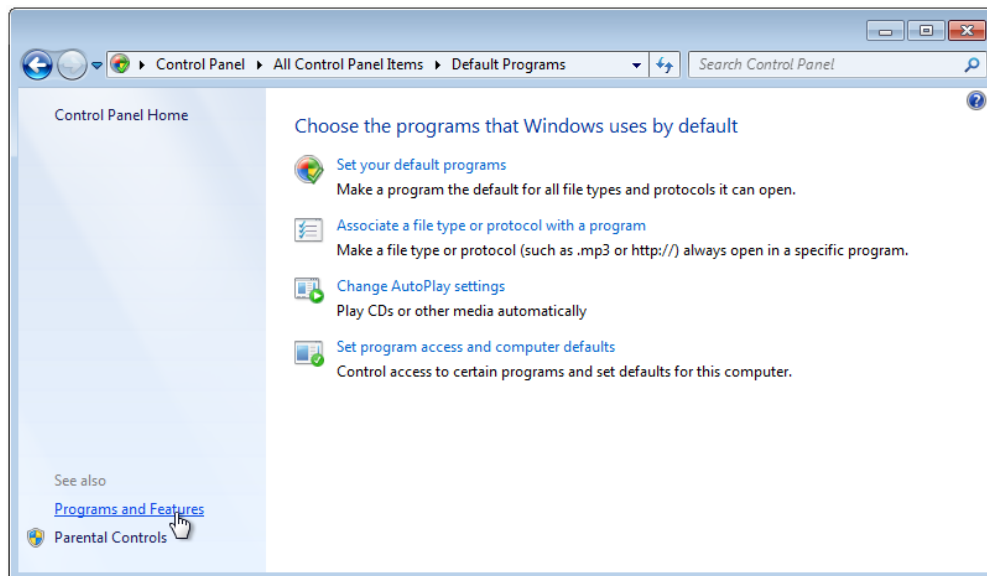 Control Panel All Control Panel Items Default Programs Search Control Panel
Control Panel Home
Choose the programs that Windows uses by default
Set your default programs
Make a program the default for all file types and protocols it can open.
Associate a file type or protocol with a program
Make a file type or protocol (such as .mp3 or http://) always open in a specific program.
Change AutoPlay settings
Play CDs or other media automatically
Set program access and computer defaults
Control access to certain programs and set defaults for this computer.
See also
Programs and Features
Parental Controls